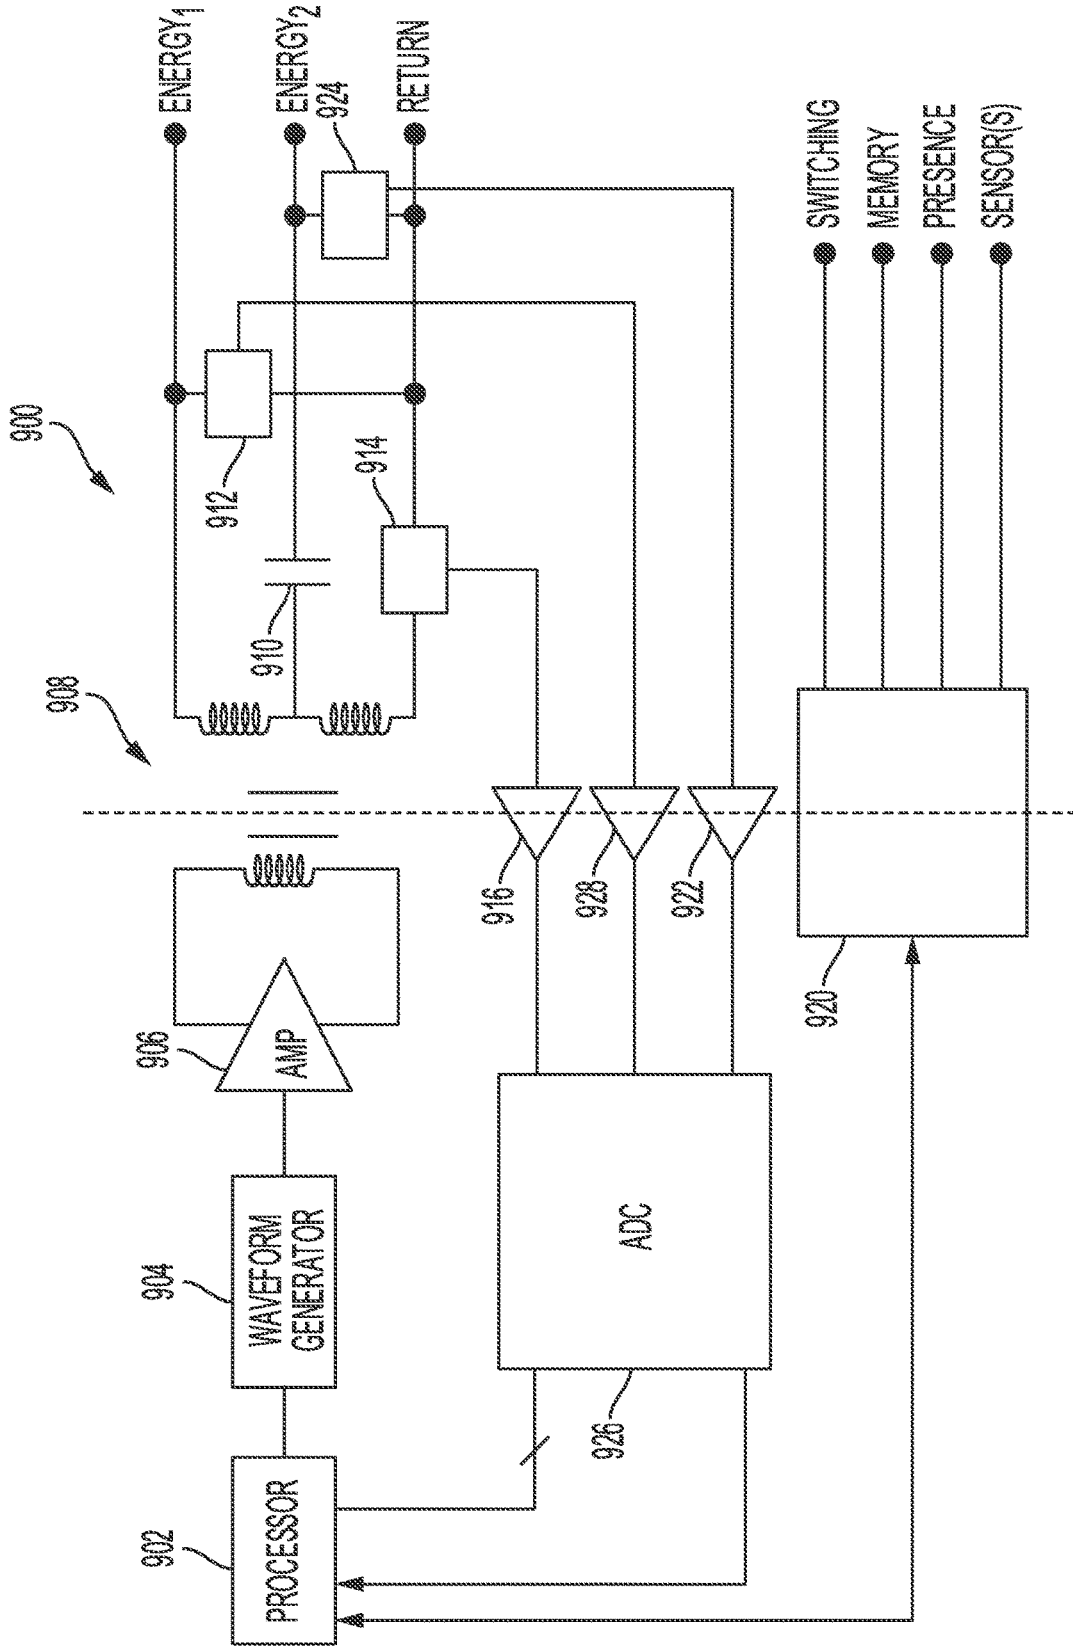 900
908
902
PROCESSOR
904
WAVEFORM
GENERATOR
906
AMP
910
912
914
924
ENERGY1
ENERGY2
RETURN
916
928
922
926
ADC
920
SWITCHING
MEMORY
PRESENCE
SENSOR(S)